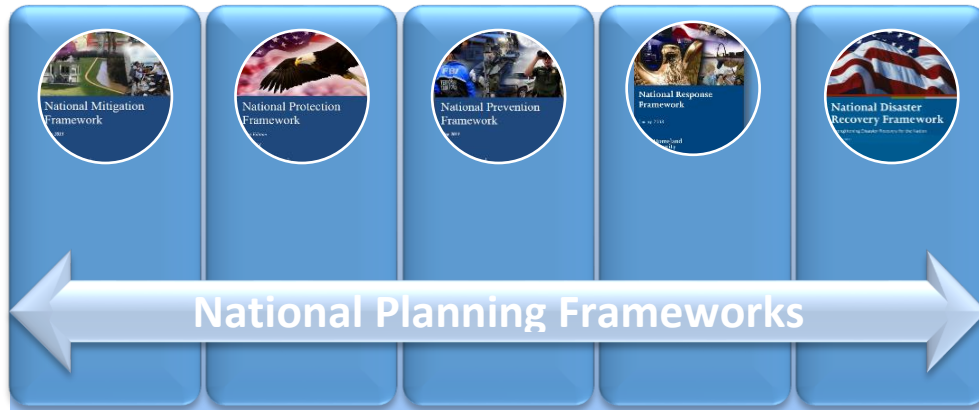 National Mitigation
Framework
National Protection
Framework
National Prevention
Framework
FBI
National Response
Framework
National Disaster
Recovery Framework
National Planning Frameworks